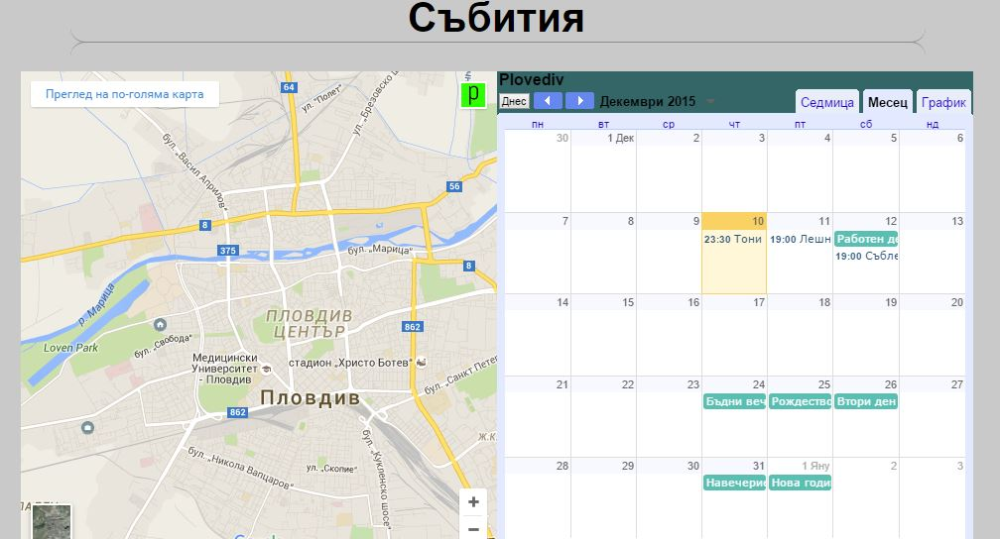 Събития
Преглед на по-голяма карта
p
64
ул. „Полет“
ул. „Брезовско шосе
бул. „Васил Априлов“
56
8
375
бул. „Марица“
8
р. Марица
ПЛОВДИВ
ЦЕНТЪР
862
Loven Park
бул. „Свобода“
Медицински
Университет
- Пловдив
стадион „Христо Ботев“
бул. „Санкт Петер
Пловдив
862
бул. „Кукленско шосе“
Ж.К.
бул. „Никола Вапцаров“
ул. „Скопие“
+
−
Plovediv
Днес
Декември 2015
Седмица Месец График
пн вт ср чт пт сб нд
30 1 Дек 2 3 4 5 6
7 8 9 10 11 12 13
23:30 Тони 19:00 Лешн Работен де
19:00 Събле
14 15 16 17 18 19 20
21 22 23 24 25 26 27
Бъдни веч Рождество Втори ден
28 29 30 31 1 Яну 2 3
Навечерие Нова годи